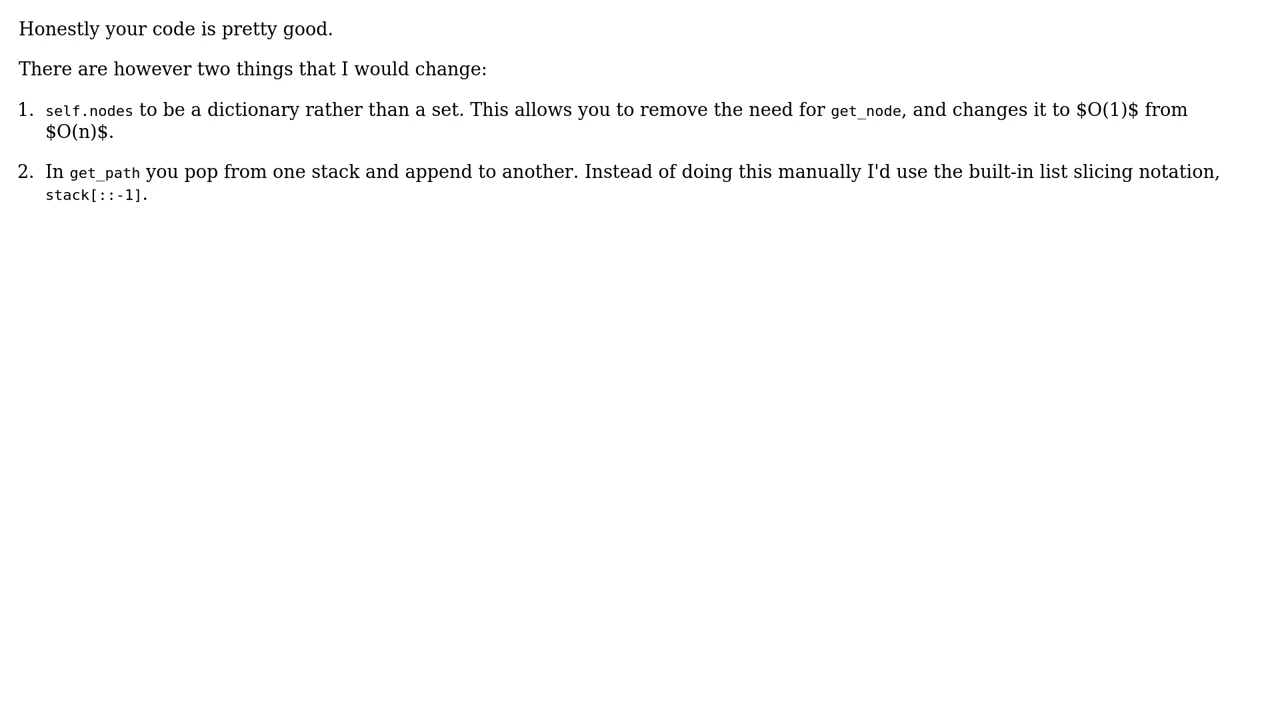 Honestly your code is pretty good.
There are however two things that I would change:
1. self.nodes to be a dictionary rather than a set. This allows you to remove the need for get_node, and changes it to $O(1)$ from
$O(n)$.
2. In get_path you pop from one stack and append to another. Instead of doing this manually I'd use the built-in list slicing notation,
stack[::-1].